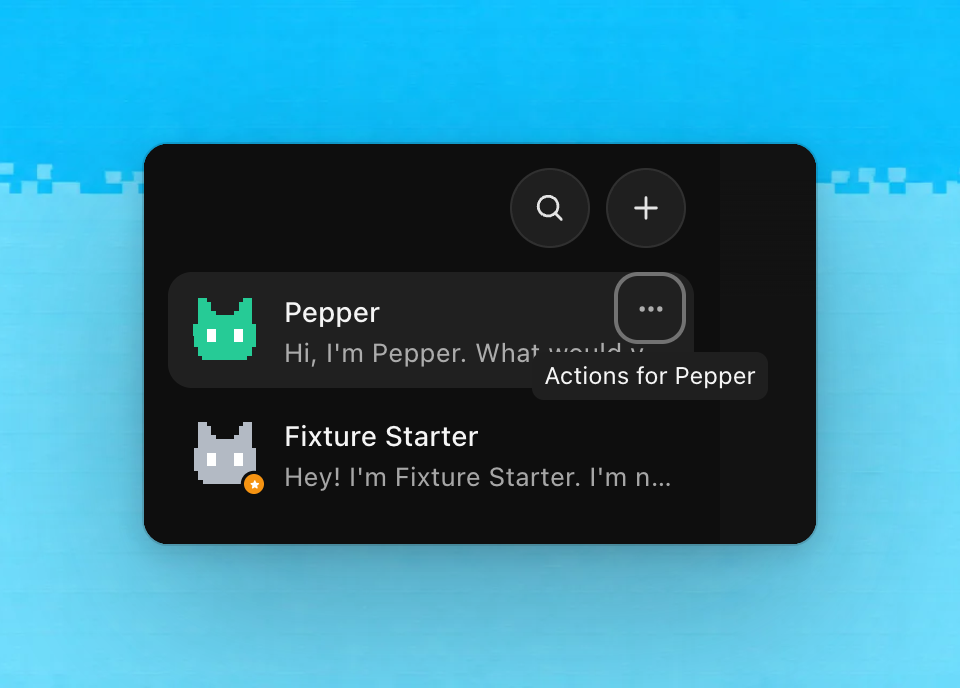 Pepper
Hi, I'm Pepper. What would y…
Actions for Pepper
Fixture Starter
Hey! I'm Fixture Starter. I'm n...